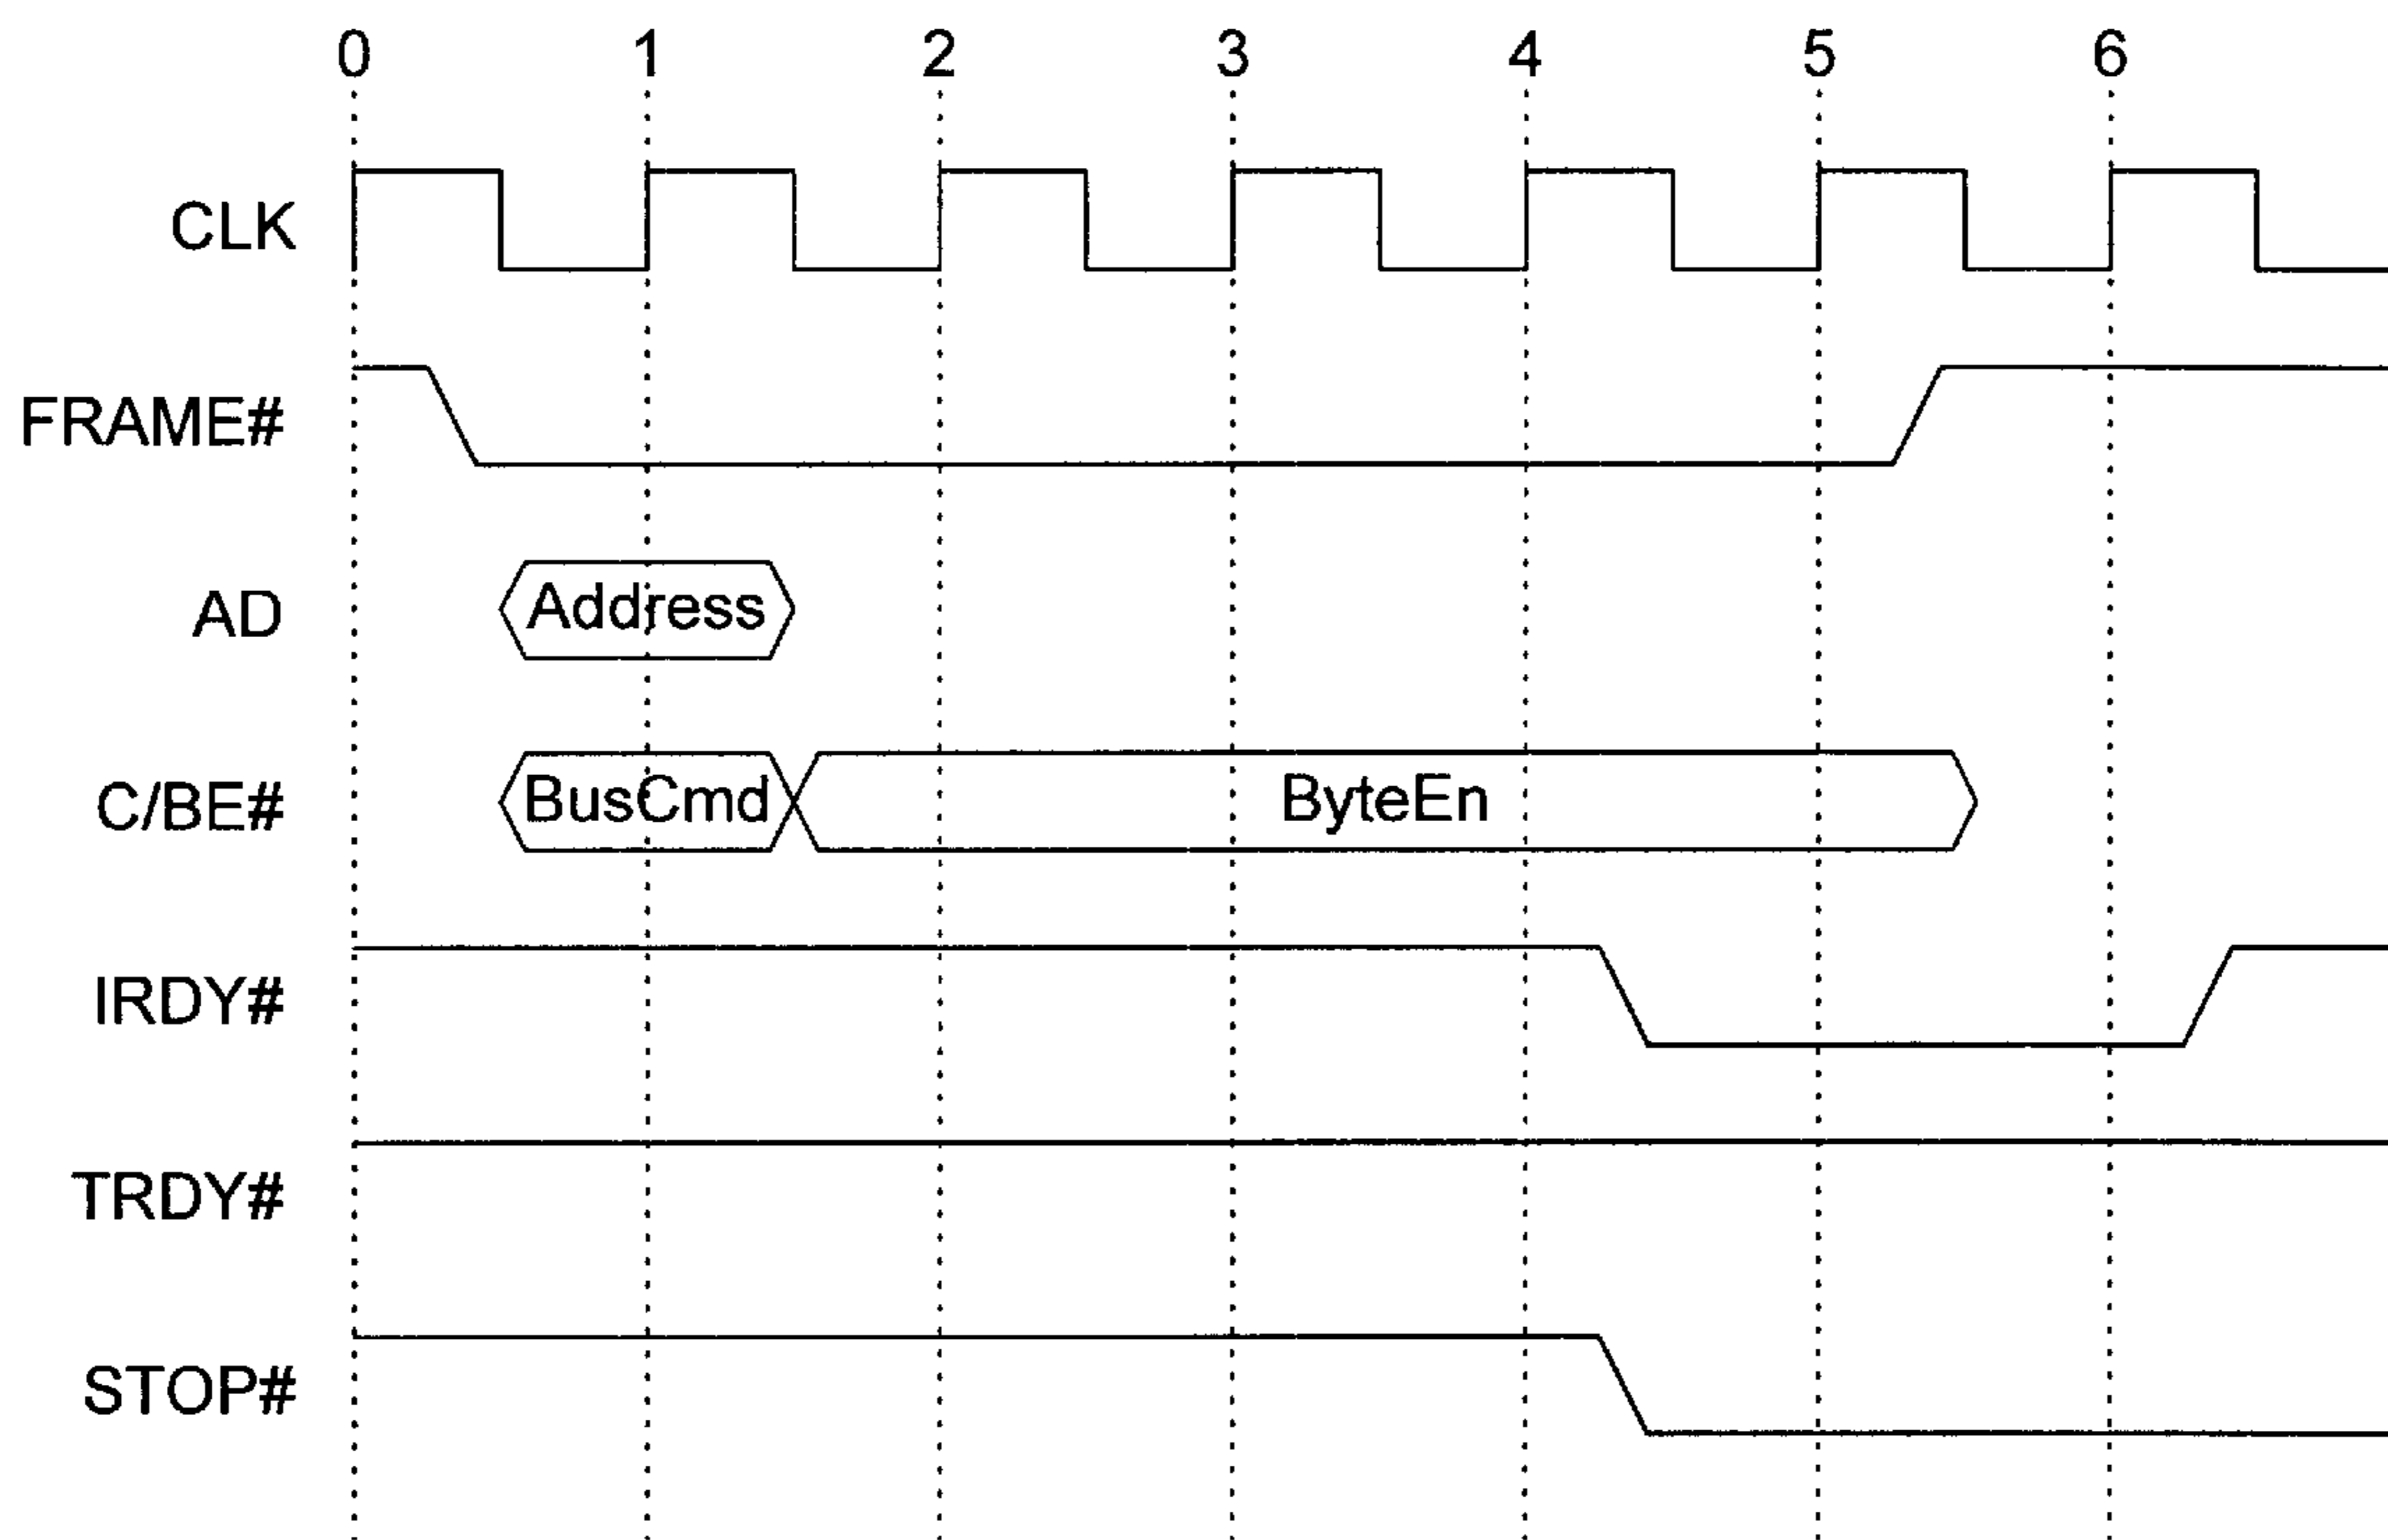 0 1 2 3 4 5 6
CLK
FRAME#
AD Address
C/BE# BusCmd ByteEn
IRDY#
TRDY#
STOP#